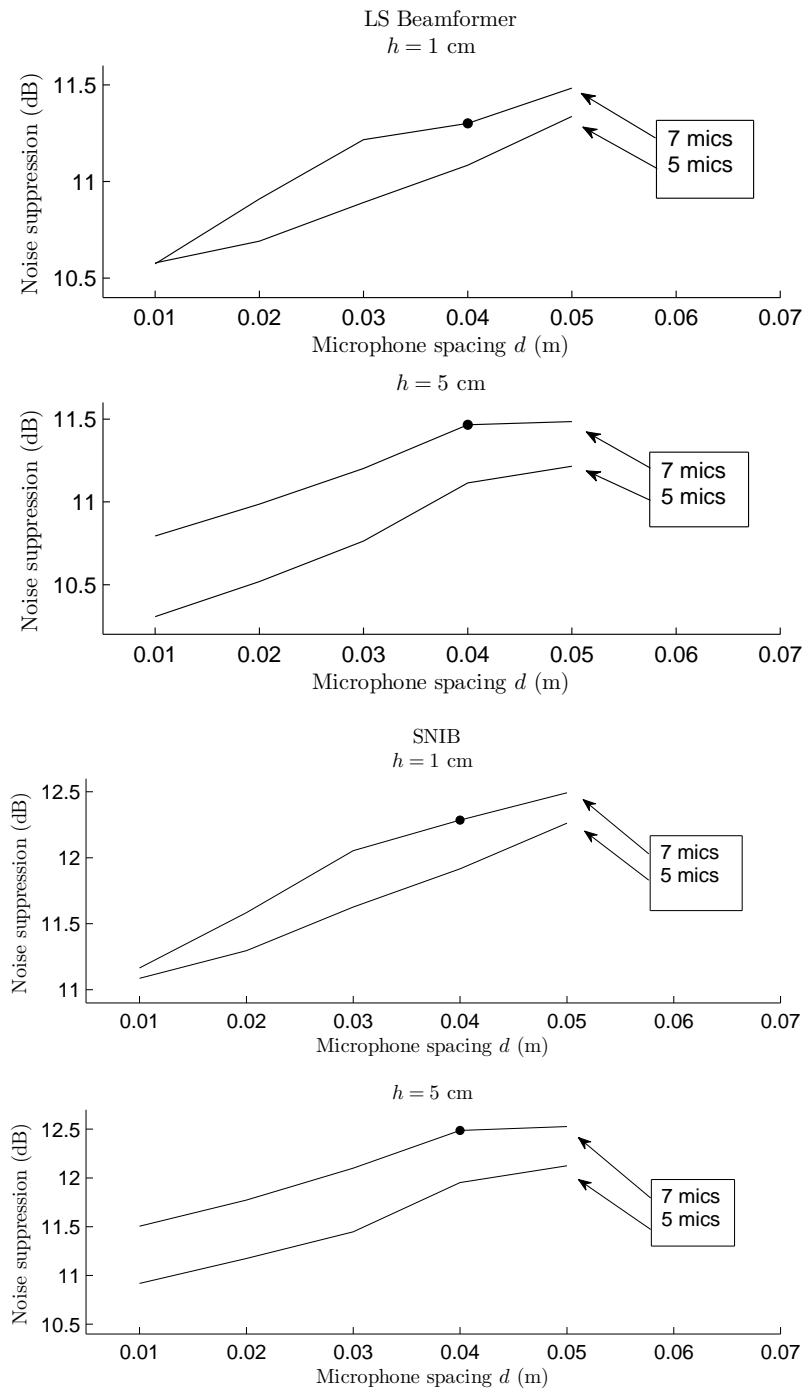 LS Beamformer
h = 1 cm
Noise suppression (dB)
11.5
11
10.5
7 mics
5 mics
0.01 0.02 0.03 0.04 0.05 0.06 0.07
Microphone spacing d (m)
h = 5 cm
Noise suppression (dB)
11.5
11
10.5
7 mics
5 mics
0.01 0.02 0.03 0.04 0.05 0.06 0.07
Microphone spacing d (m)
SNIB
h = 1 cm
Noise suppression (dB)
12.5
12
11.5
11
7 mics
5 mics
0.01 0.02 0.03 0.04 0.05 0.06 0.07
Microphone spacing d (m)
h = 5 cm
Noise suppression (dB)
12.5
12
11.5
11
10.5
7 mics
5 mics
0.01 0.02 0.03 0.04 0.05 0.06 0.07
Microphone spacing d (m)